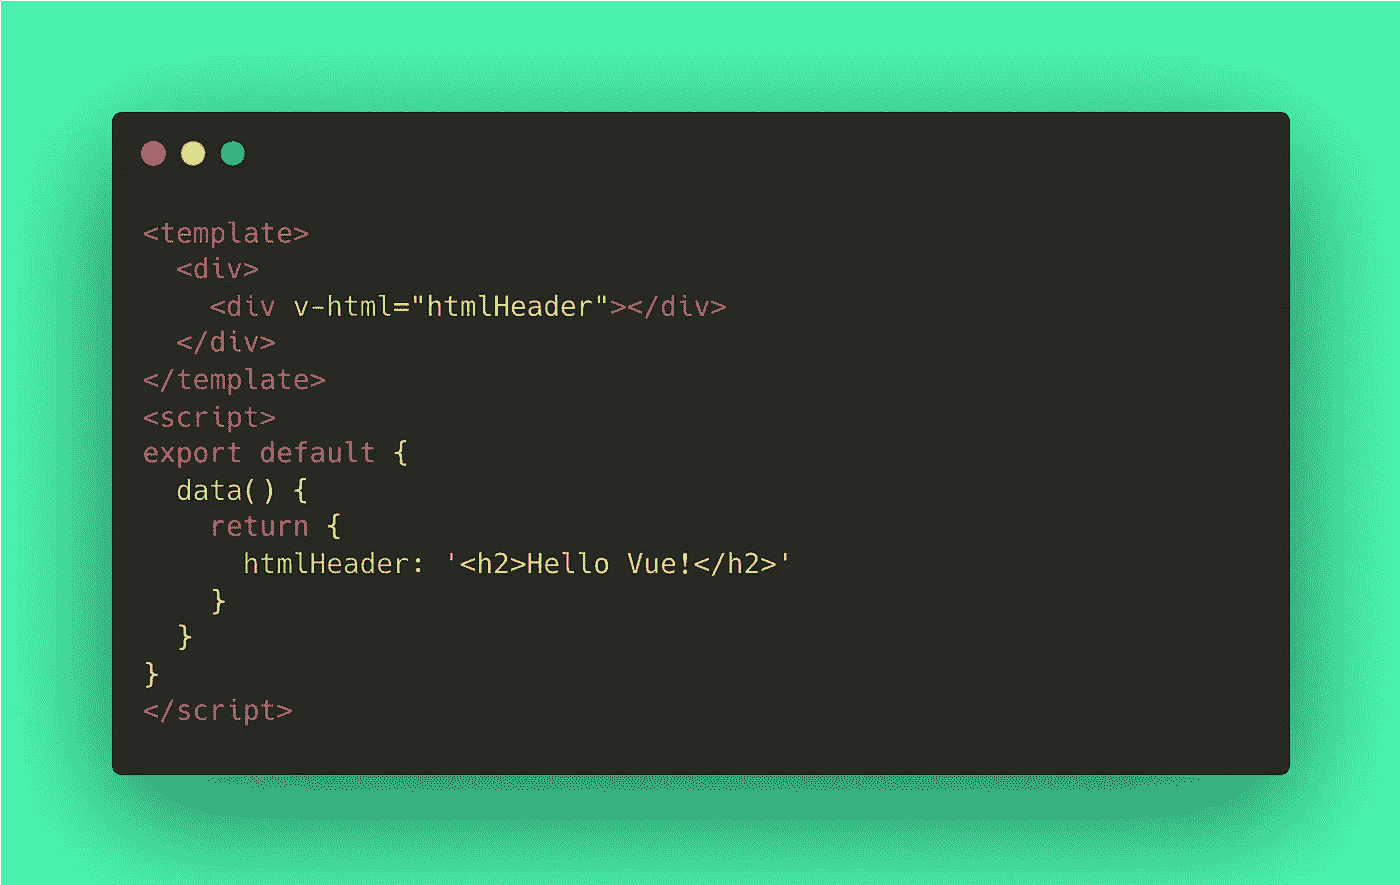 <template>
  <div>
    <div v-html="htmlHeader"></div>
  </div>
</template>
<script>
export default {
  data() {
    return {
      htmlHeader: '<h2>Hello Vue!</h2>'
    }
  }
}
</script>